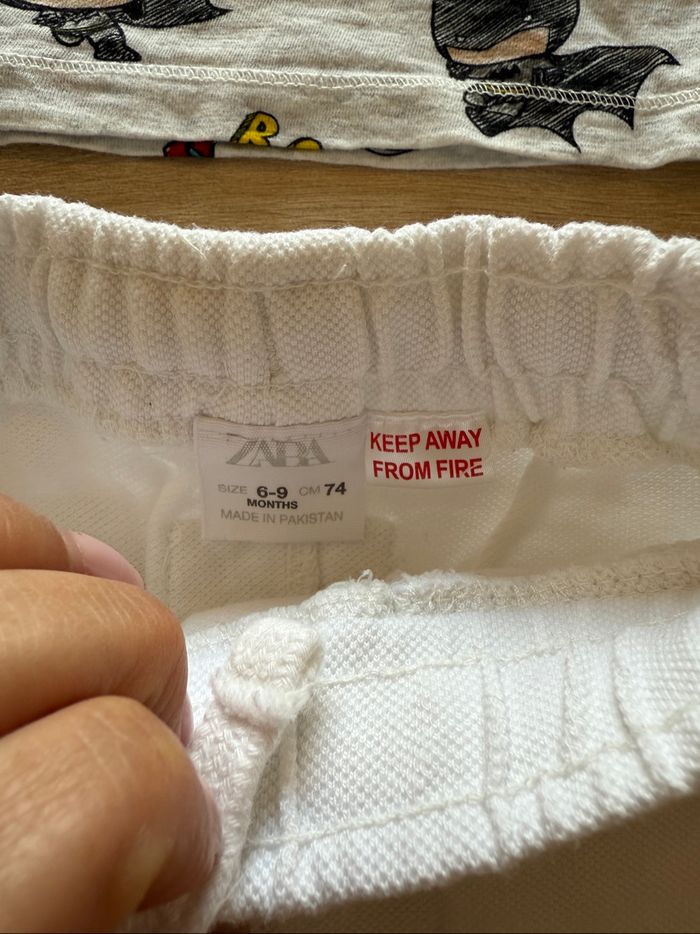 R
ZARA
KEEP AWAY
FROM FIRE
SIZE 6-9 CM 74
MONTHS
MADE IN PAKISTAN